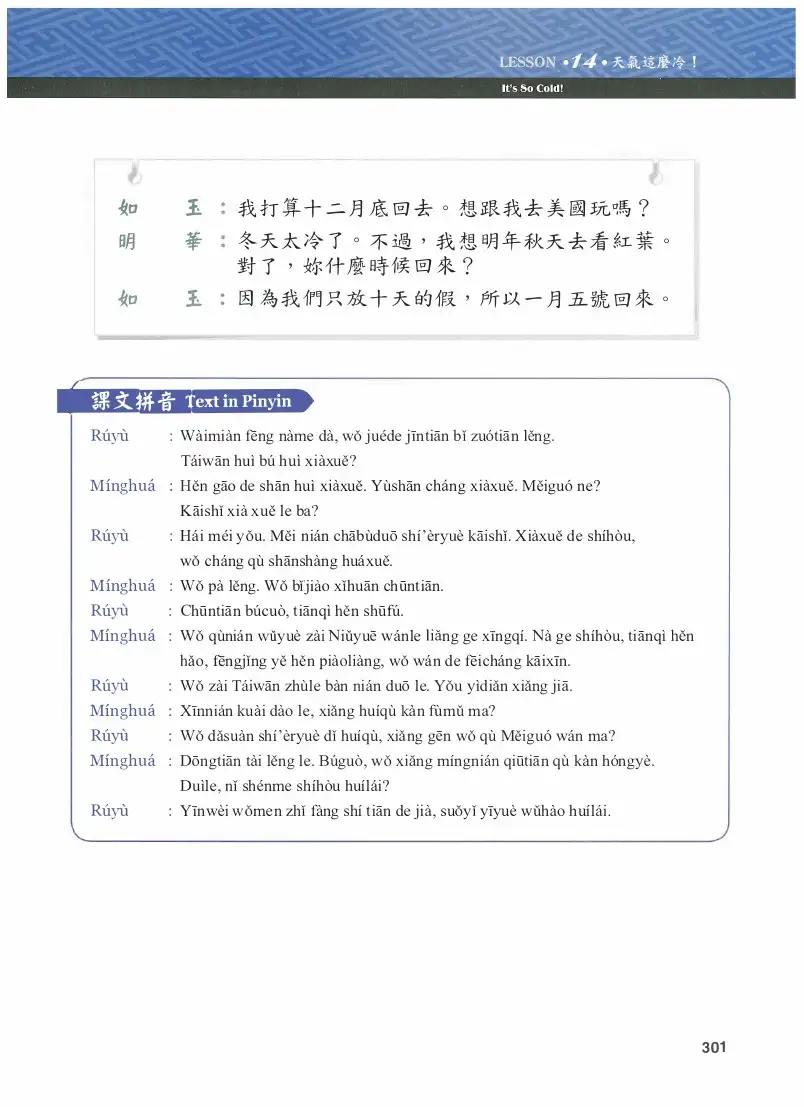 LESSON •14• 天氣這麼冷！
It's So Cold!
如　玉：我打算十二月底回去。想跟我去美國玩嗎？
明　華：冬天太冷了。不過，我想明年秋天去看紅葉。
對了，妳什麼時候回來？
如　玉：因為我們只放十天的假，所以一月五號回來。
課文拼音 Text in Pinyin
Rúyù : Wàimiàn fēng nàme dà, wǒ juéde jīntiān bǐ zuótiān lěng.
Táiwān huì bú huì xiàxuě?
Mínghuá : Hěn gāo de shān huì xiàxuě. Yùshān cháng xiàxuě. Měiguó ne?
Kāishǐ xià xuě le ba?
Rúyù : Hái méi yǒu. Měi nián chābùduō shí'èryuè kāishǐ. Xiàxuě de shíhòu,
wǒ cháng qù shānshàng huáxuě.
Mínghuá : Wǒ pà lěng. Wǒ bǐjiào xǐhuān chūntiān.
Rúyù : Chūntiān búcuò, tiānqì hěn shūfú.
Mínghuá : Wǒ qùnián wǔyuè zài Niǔyuē wánle liǎng ge xīngqí. Nà ge shíhòu, tiānqì hěn
hǎo, fēngjǐng yě hěn piàoliàng, wǒ wán de fēicháng kāixīn.
Rúyù : Wǒ zài Táiwān zhùle bàn nián duō le. Yǒu yìdiǎn xiǎng jiā.
Mínghuá : Xīnnián kuài dào le, xiǎng huíqù kàn fùmǔ ma?
Rúyù : Wǒ dǎsuàn shí'èryuè dǐ huíqù, xiǎng gēn wǒ qù Měiguó wán ma?
Mínghuá : Dōngtiān tài lěng le. Búguò, wǒ xiǎng míngnián qiūtiān qù kàn hóngyè.
Duìle, nǐ shénme shíhòu huílái?
Rúyù : Yīnwèi wǒmen zhǐ fàng shí tiān de jià, suǒyǐ yīyuè wǔhào huílái.
301